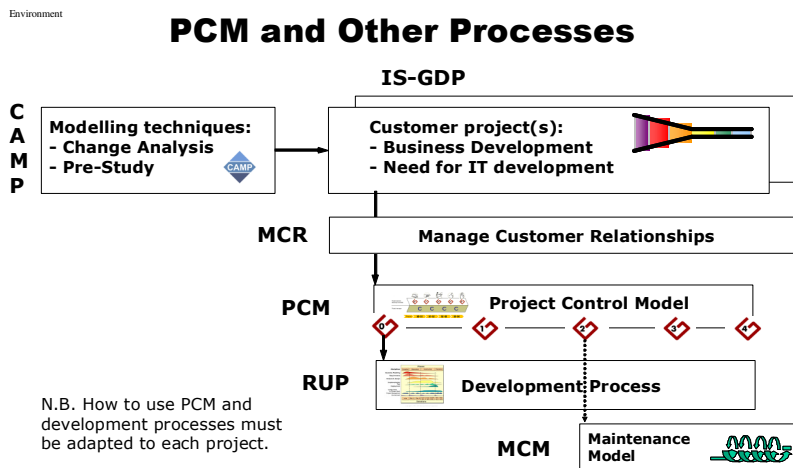 Environment
PCM and Other Processes
IS-GDP
C
A
M
P
Modelling techniques:
- Change Analysis
- Pre-Study
CAMP
Customer project(s):
- Business Development
- Need for IT development
MCR
Manage Customer Relationships
PCM
Project Control Model
0
1
2
3
4
RUP
Development Process
N.B. How to use PCM and
development processes must
be adapted to each project.
MCM
Maintenance
Model